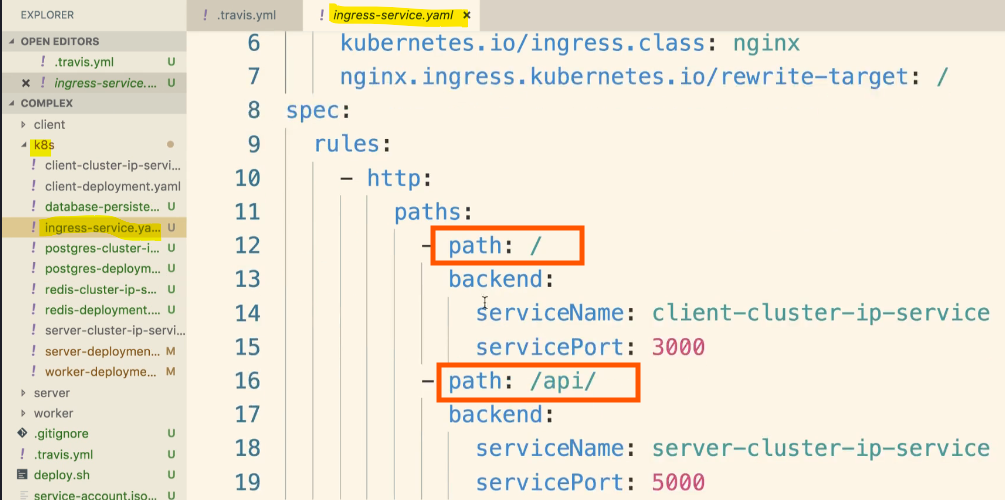 EXPLORER
OPEN EDITORS
! .travis.yml U
× ! ingress-service.... U
COMPLEX
client
k8s
! client-cluster-ip-servi...
! client-deployment.yaml
! database-persiste... U
! ingress-service.ya... U
! postgres-cluster-i... U
! postgres-deploym... U
! redis-cluster-ip-s... U
! redis-deployment.... U
! server-cluster-ip-servi...
! server-deploymen... M
! worker-deployme... M
server
worker
.gitignore U
! .travis.yml U
deploy.sh U
service-account.jso... U
! .travis.yml
! ingress-service.yaml ×
6 kubernetes.io/ingress.class: nginx
7 nginx.ingress.kubernetes.io/rewrite-target: /
8 spec:
9 rules:
10 - http:
11 paths:
12 - path: /
13 backend:
14 serviceName: client-cluster-ip-service
15 servicePort: 3000
16 - path: /api/
17 backend:
18 serviceName: server-cluster-ip-service
19 servicePort: 5000